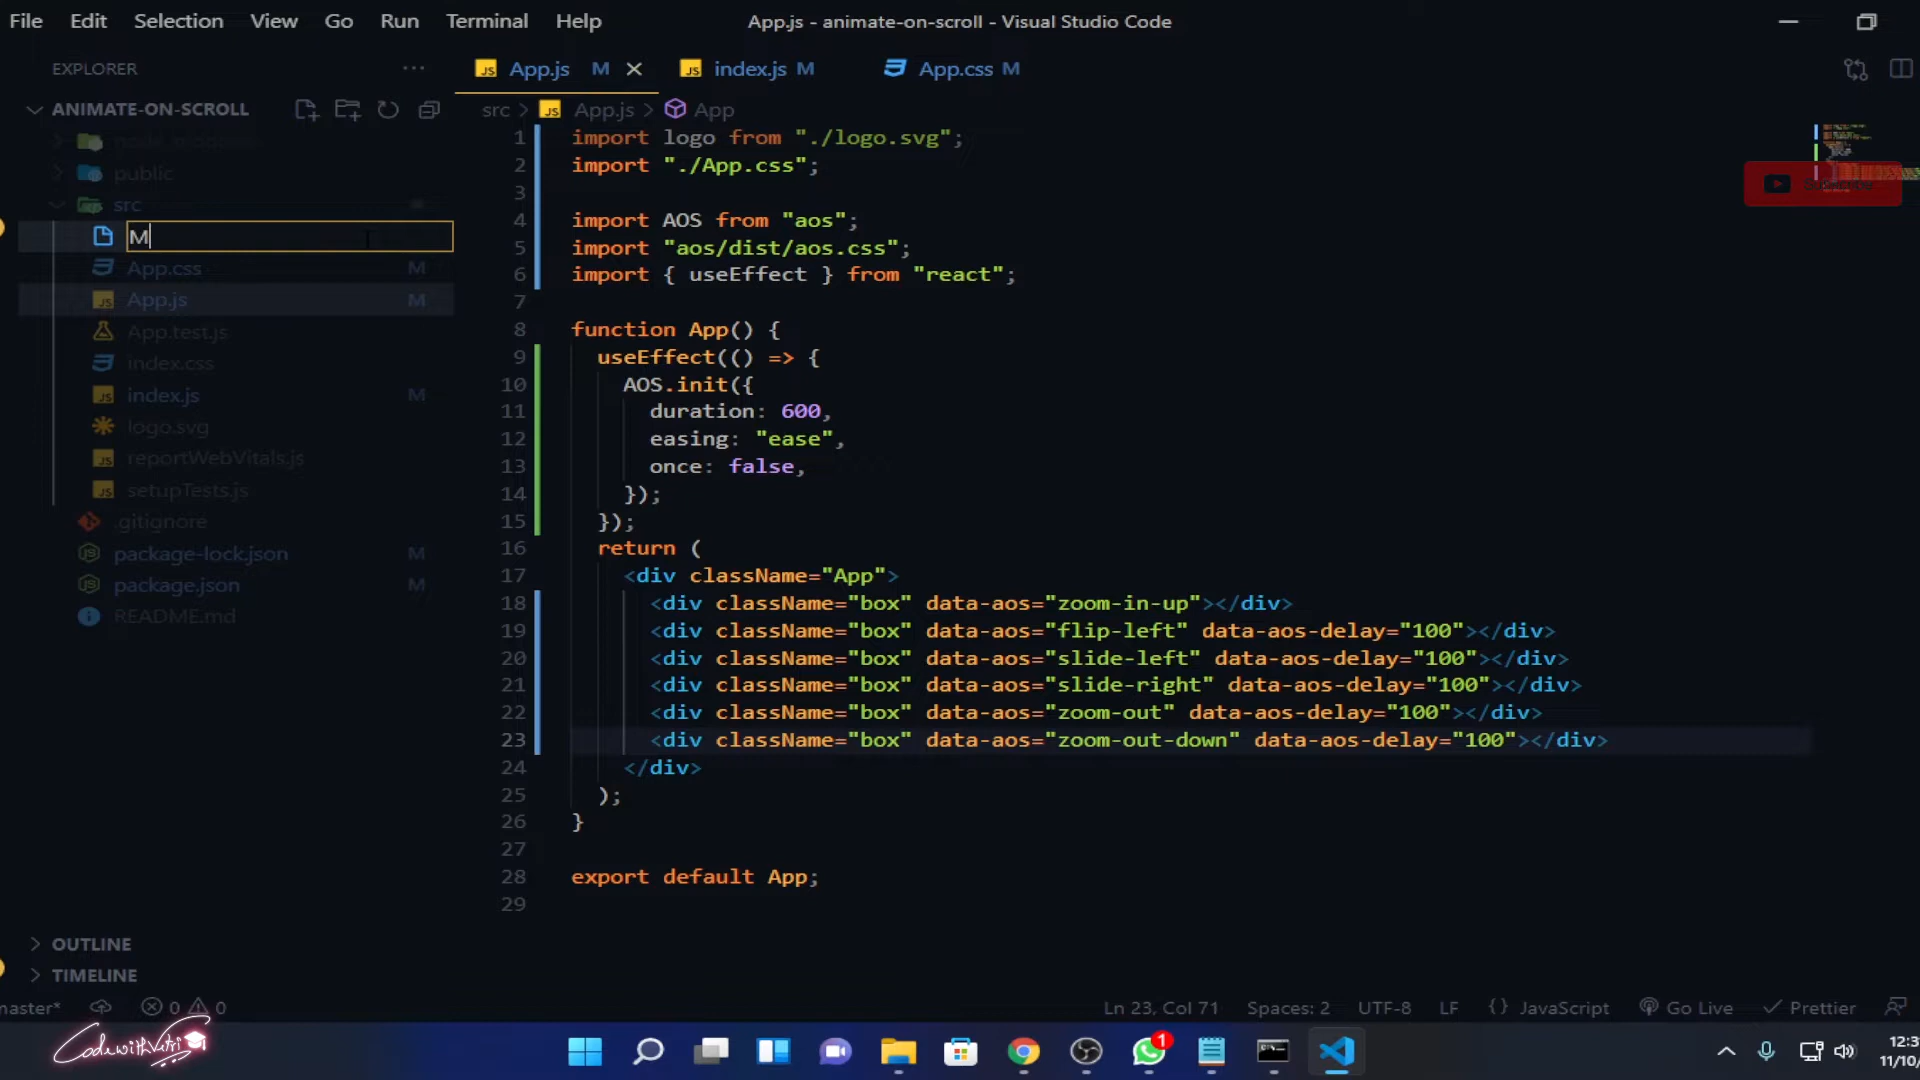 File Edit Selection View Go Run Terminal Help
App.js - animate-on-scroll - Visual Studio Code
EXPLORER ···
App.js M
index.js M
App.css M
ANIMATE-ON-SCROLL
src > App.js > App
node_modules
public
src
M
App.css M
App.js M
App.test.js
index.css
index.js M
logo.svg
reportWebVitals.js
setupTests.js
.gitignore
package-lock.json M
package.json M
README.md
1 import logo from "./logo.svg";
2 import "./App.css";
3
4 import AOS from "aos";
5 import "aos/dist/aos.css";
6 import { useEffect } from "react";
7
8 function App() {
9 useEffect(() => {
10 AOS.init({
11 duration: 600,
12 easing: "ease",
13 once: false,
14 });
15 });
16 return (
17 <div className="App">
18 <div className="box" data-aos="zoom-in-up"></div>
19 <div className="box" data-aos="flip-left" data-aos-delay="100"></div>
20 <div className="box" data-aos="slide-left" data-aos-delay="100"></div>
21 <div className="box" data-aos="slide-right" data-aos-delay="100"></div>
22 <div className="box" data-aos="zoom-out" data-aos-delay="100"></div>
23 <div className="box" data-aos="zoom-out-down" data-aos-delay="100"></div>
24 </div>
25 );
26 }
27
28 export default App;
29
Subscribe
OUTLINE
TIMELINE
master* 0 0
Ln 23, Col 71 Spaces: 2 UTF-8 LF {} JavaScript Go Live Prettier
1
12:3
11/10/